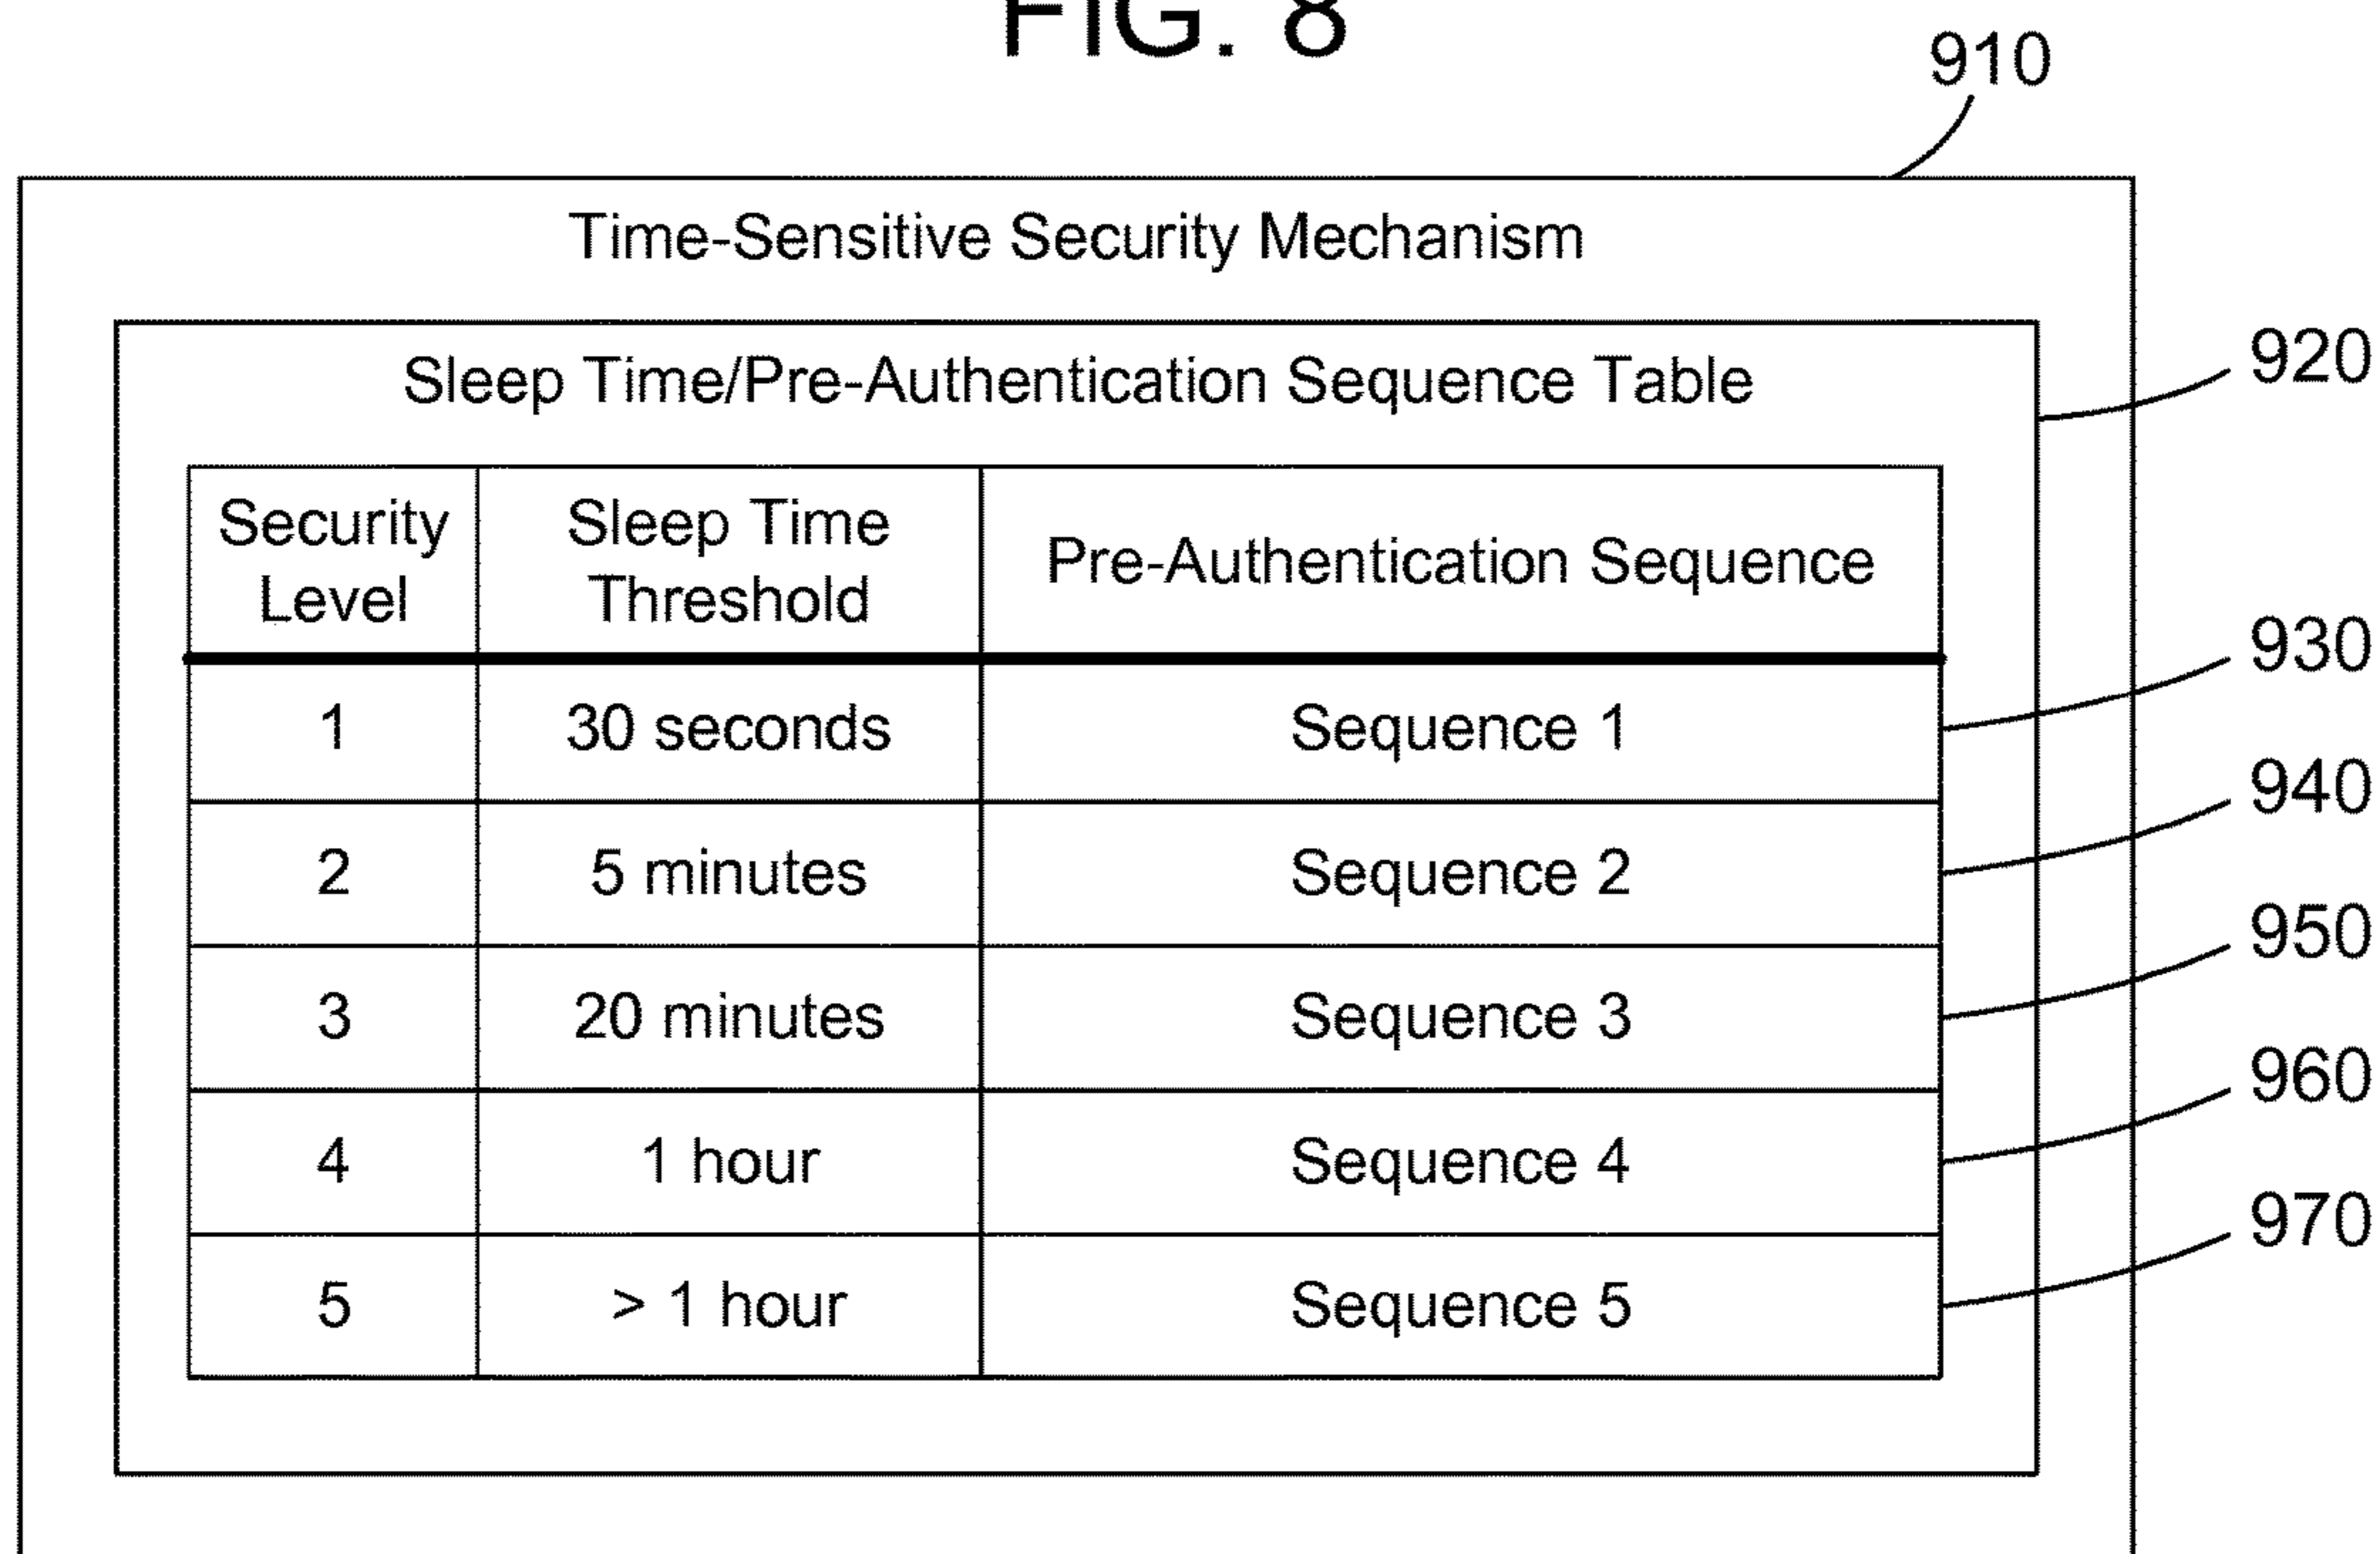 FIG. 8
910
Time-Sensitive Security Mechanism
Sleep Time/Pre-Authentication Sequence Table
920
Security Level
Sleep Time Threshold
Pre-Authentication Sequence
1 30 seconds Sequence 1
930
2 5 minutes Sequence 2
940
3 20 minutes Sequence 3
950
4 1 hour Sequence 4
960
5 > 1 hour Sequence 5
970